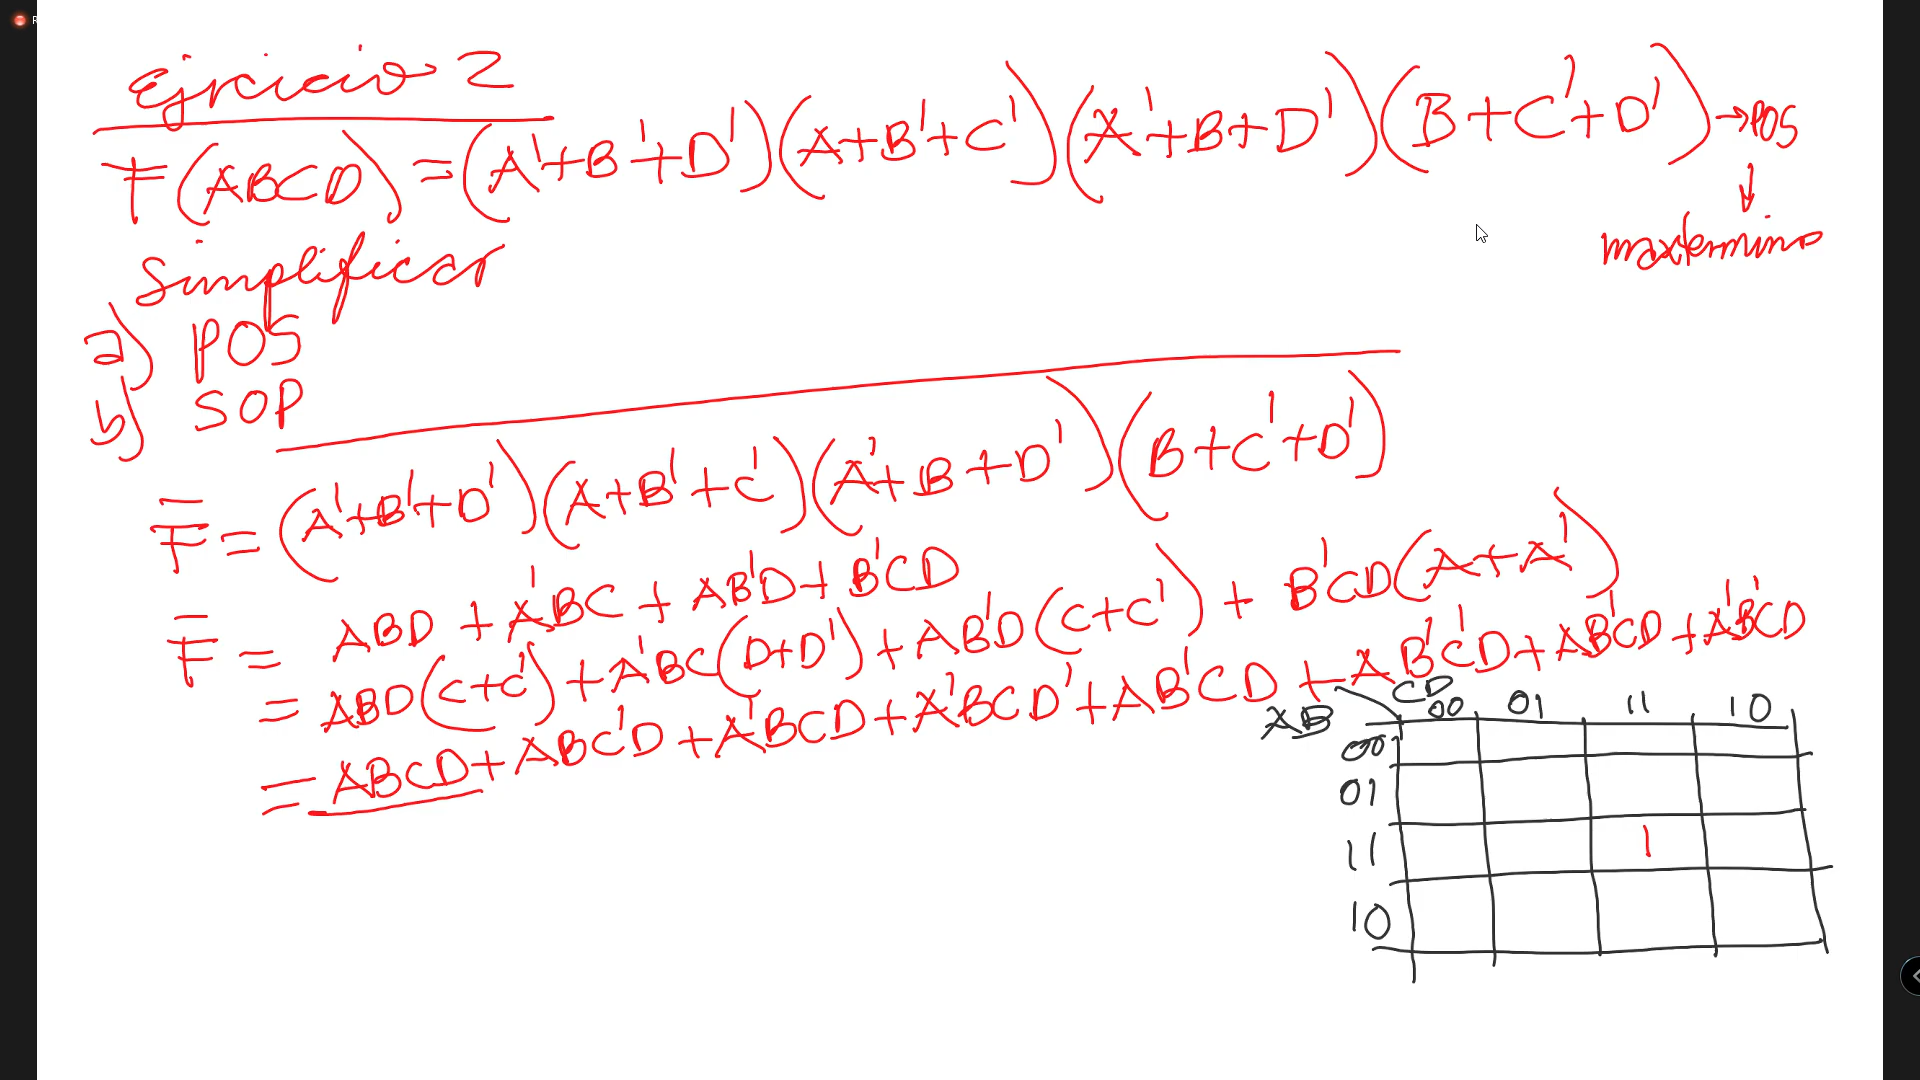 Ejrcicio 2
F(ABCD) = (A'+B'+D')(A+B'+C')(A'+B+D')(B+C'+D') → POS
↓
maxtermino
Simplificar
a) POS
b) SOP
F̅ = (A'+B'+D')(A+B'+C')(A'+B+D')(B+C'+D')
F̅ = ABD + A'BC + AB'D + B'CD
= ABD(C+C') + A'BC(D+D') + AB'D(C+C') + B'CD(A+A')
= ABCD + ABC'D + A'BCD + A'BCD' + AB'CD + AB'C'D + AB'CD + A'B'CD
CD
AB 00 01 11 10
00
01
11 1
10